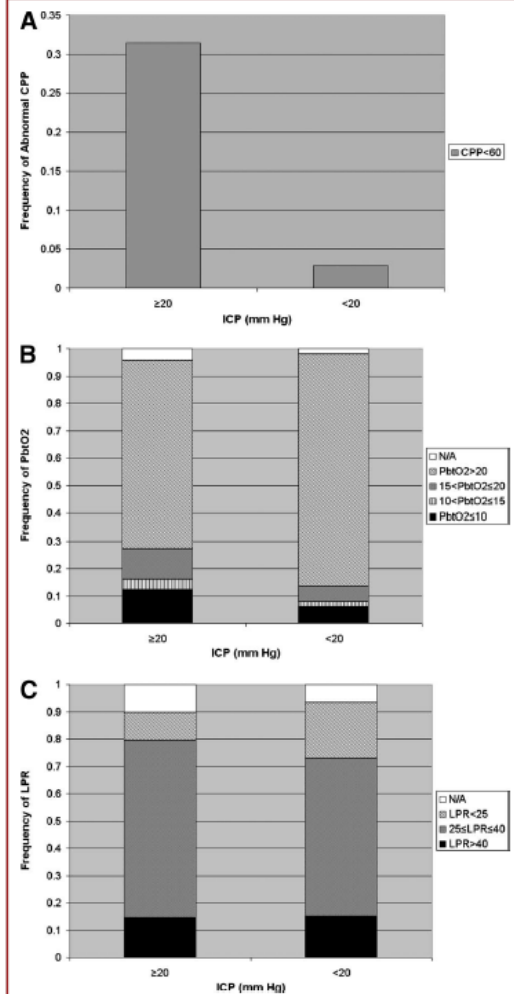 A
0.35
0.3
0.25
0.2
0.15
0.1
0.05
0
Frequency of Abnormal CPP
≥20
<20
ICP (mm Hg)
CPP<60
B
1
0.9
0.8
0.7
0.6
0.5
0.4
0.3
0.2
0.1
0
Frequency of PbtO2
≥20
<20
ICP (mm Hg)
N/A
PbtO2>20
15<PbtO2≤20
10<PbtO2≤15
PbtO2≤10
C
1
0.9
0.8
0.7
0.6
0.5
0.4
0.3
0.2
0.1
0
Frequency of LPR
≥20
<20
ICP (mm Hg)
N/A
LPR<25
25≤LPR≤40
LPR>40